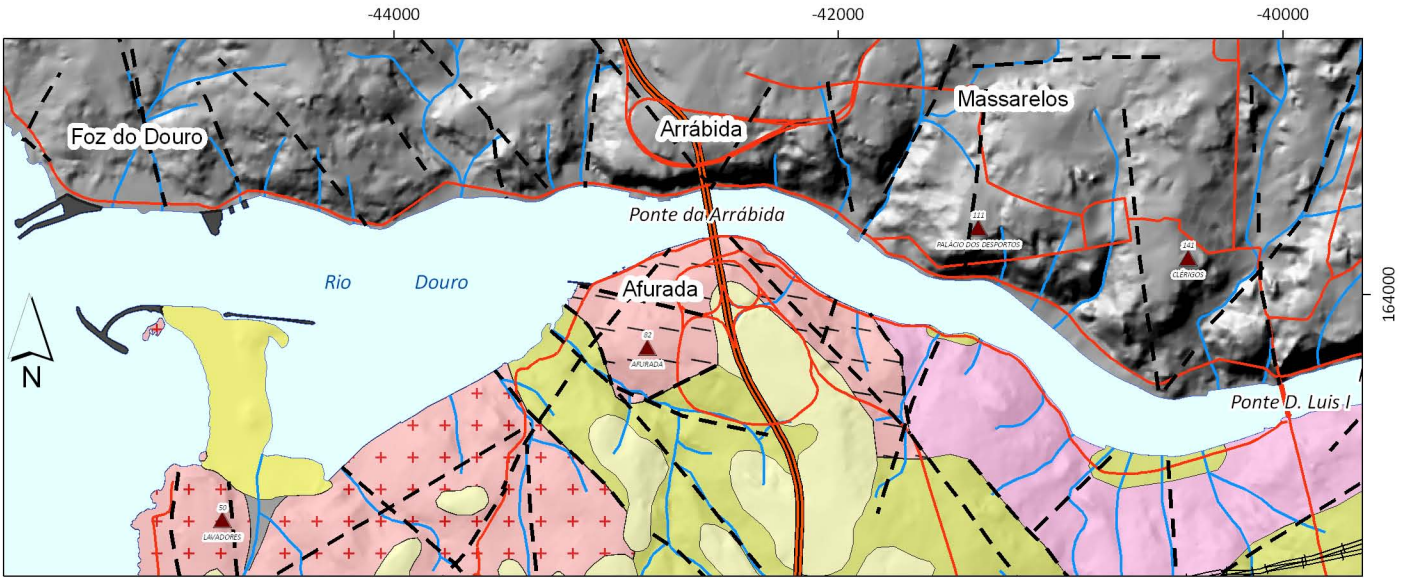 -44000
-42000
-40000
Massarelos
Arrábida
Foz do Douro
Ponte da Arrábida
111
PALÁCIO DOS DESPORTOS
141
CLÉRIGOS
Rio Douro
Afurada
164000
82
AFURADA
N
Ponte D. Luis I
50
LAVADORES